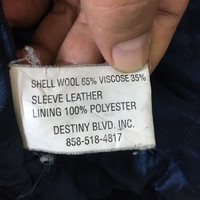 SHELL WOOL 65% VISCOSE 35%
SLEEVE LEATHER
LINING 100% POLYESTER
DESTINY BLVD. INC.
858-518-4817